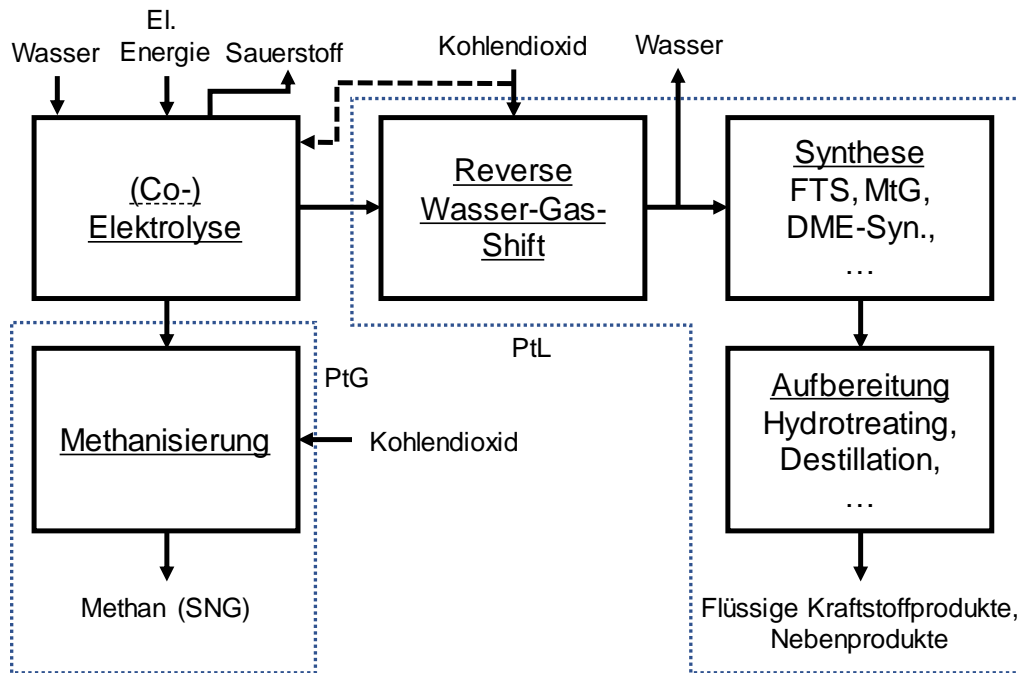 Wasser
El.
Energie
Sauerstoff
Kohlendioxid
Wasser
(Co-)
Elektrolyse
Reverse
Wasser-Gas-
Shift
Synthese
FTS, MtG,
DME-Syn.,
…
PtL
PtG
Methanisierung
Kohlendioxid
Aufbereitung
Hydrotreating,
Destillation,
…
Methan (SNG)
Flüssige Kraftstoffprodukte,
Nebenprodukte